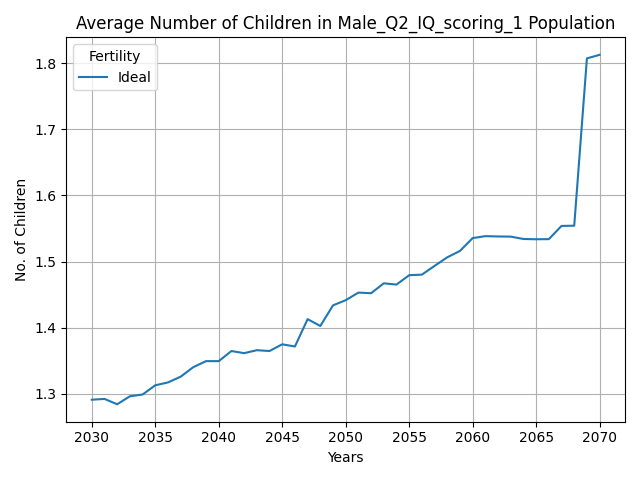 Average Number of Children in Male_Q2_IQ_scoring_1 Population
Fertility
Ideal
1.8
1.7
1.6
1.5
1.4
1.3
No. of Children
2030 2035 2040 2045 2050 2055 2060 2065 2070
Years